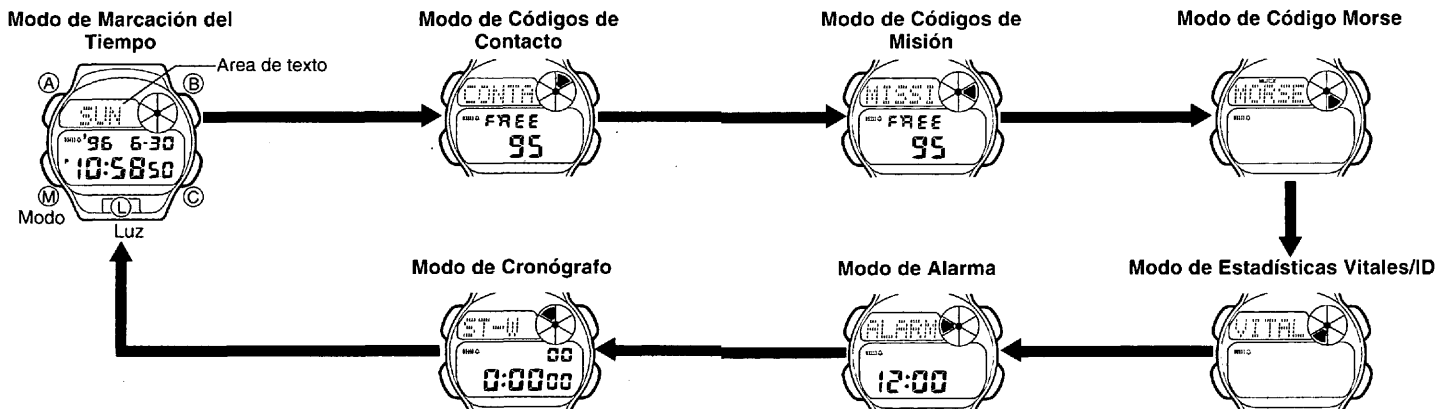 Modo de Marcación del
Tiempo
Modo de Códigos de
Contacto
Modo de Códigos de
Misión
Modo de Código Morse
Area de texto
A
B
SUN
'96 6-30
P 10:58 50
M
C
Modo
L
Luz
CONTA
FREE
95
MISSI
FREE
95
MORSE
Modo de Cronógrafo
Modo de Alarma
Modo de Estadísticas Vitales/ID
ST-W
00
0:00 00
ALARM
12:00
VITAL